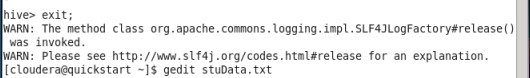 hive> exit;
WARN: The method class org.apache.commons.logging.impl.SLF4JLogFactory#release()
 was invoked.
WARN: Please see http://www.slf4j.org/codes.html#release for an explanation.
[cloudera@quickstart ~]$ gedit stuData.txt